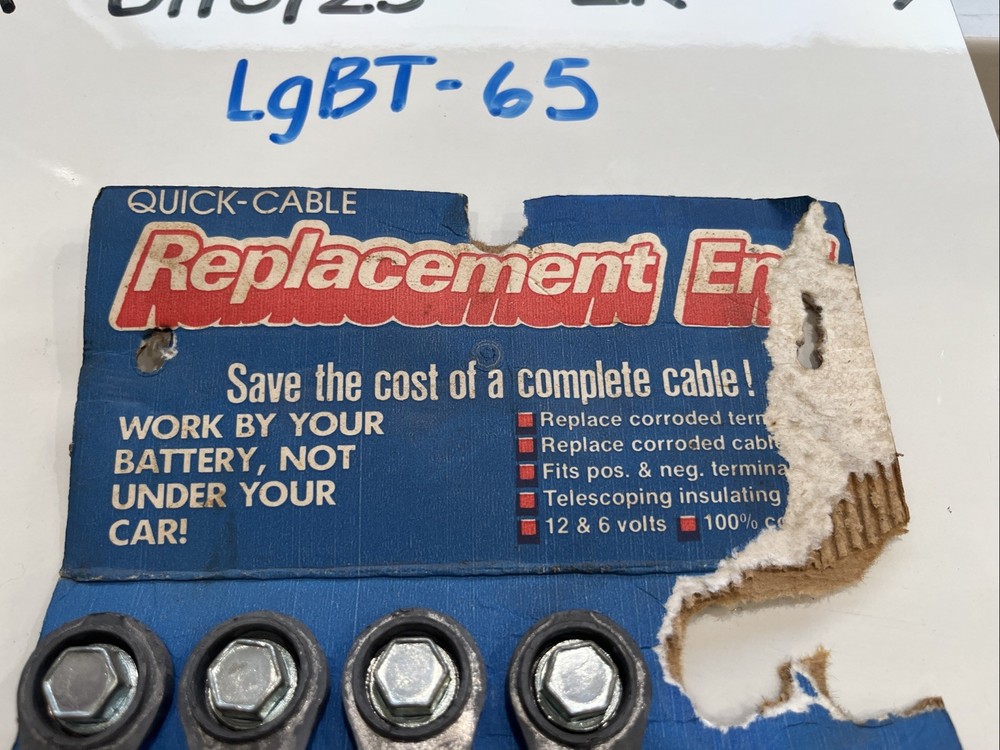 LgBT-65
QUICK-CABLE
Replacement
Save the cost of a complete cable!
WORK BY YOUR
BATTERY, NOT
UNDER YOUR
CAR!
Replace corroded
Replace corroded
Fits pos. & neg.
Telescoping insulating
12 & 6 volts 100%